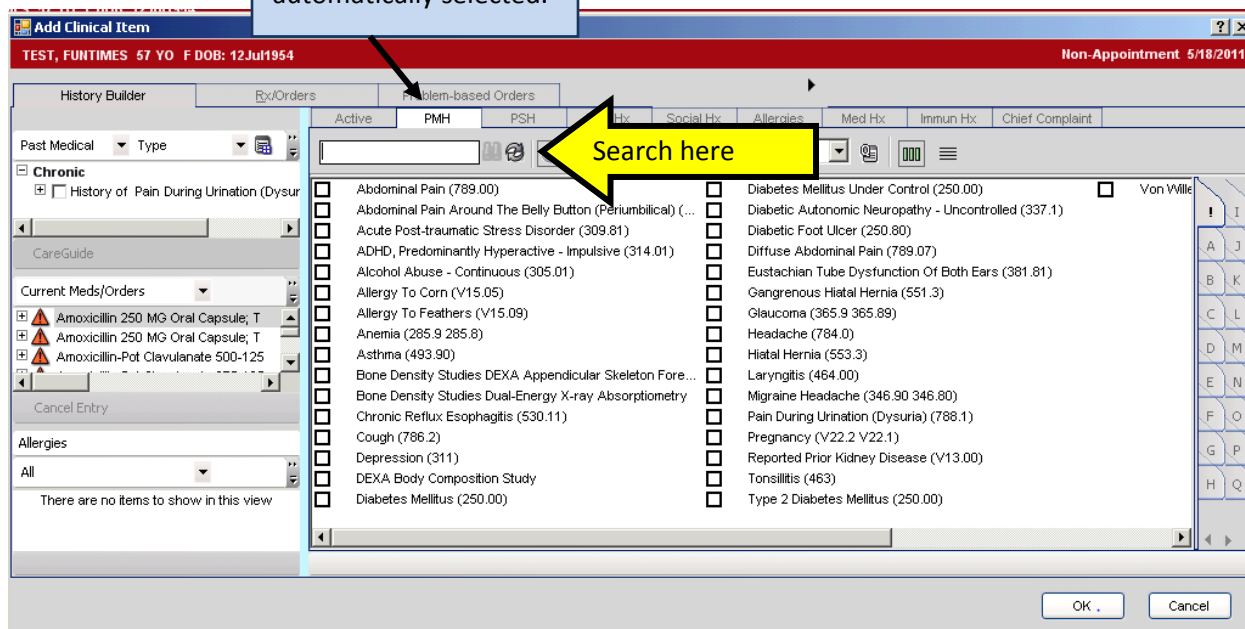 automatically selected.
Add Clinical Item
TEST, FUNTIMES 57 YO F DOB: 12Jul1954
Non-Appointment 5/18/2011
History Builder
Rx/Orders
Problem-based Orders
Active
PMH
PSH
Hx
Social Hx
Allergies
Med Hx
Immun Hx
Chief Complaint
Past Medical
Type
Search here
Chronic
History of Pain During Urination (Dysur
CareGuide
Current Meds/Orders
Amoxicillin 250 MG Oral Capsule; T
Amoxicillin 250 MG Oral Capsule; T
Amoxicillin-Pot Clavulanate 500-125
Cancel Entry
Allergies
All
There are no items to show in this view
Abdominal Pain (789.00)
Abdominal Pain Around The Belly Button (Periumbilical) (...
Acute Post-traumatic Stress Disorder (309.81)
ADHD, Predominantly Hyperactive - Impulsive (314.01)
Alcohol Abuse - Continuous (305.01)
Allergy To Corn (V15.05)
Allergy To Feathers (V15.09)
Anemia (285.9 285.8)
Asthma (493.90)
Bone Density Studies DEXA Appendicular Skeleton Fore...
Bone Density Studies Dual-Energy X-ray Absorptiometry
Chronic Reflux Esophagitis (530.11)
Cough (786.2)
Depression (311)
DEXA Body Composition Study
Diabetes Mellitus (250.00)
Diabetes Mellitus Under Control (250.00)
Diabetic Autonomic Neuropathy - Uncontrolled (337.1)
Diabetic Foot Ulcer (250.80)
Diffuse Abdominal Pain (789.07)
Eustachian Tube Dysfunction Of Both Ears (381.81)
Gangrenous Hiatal Hernia (551.3)
Glaucoma (365.9 365.89)
Headache (784.0)
Hiatal Hernia (553.3)
Laryngitis (464.00)
Migraine Headache (346.90 346.80)
Pain During Urination (Dysuria) (788.1)
Pregnancy (V22.2 V22.1)
Reported Prior Kidney Disease (V13.00)
Tonsillitis (463)
Type 2 Diabetes Mellitus (250.00)
Von Wille
! I
A J
B K
C L
D M
E N
F O
G P
H Q
OK
Cancel